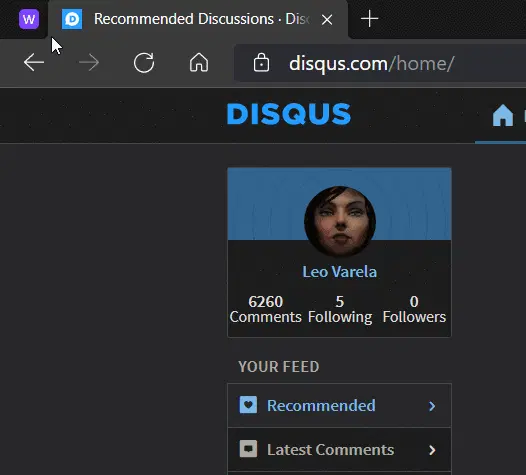 W Recommended Discussions · Disq
disqus.com/home/
DISQUS
Leo Varela
6260 5 0
Comments Following Followers
YOUR FEED
Recommended
Latest Comments